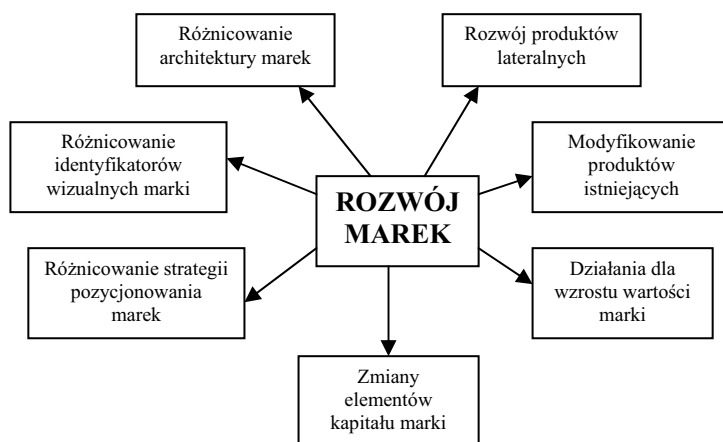 Różnicowanie
architektury marek
Rozwój produktów
lateralnych
Różnicowanie
identyfikatorów
wizualnych marki
Modyfikowanie
produktów
istniejących
ROZWÓJ
MAREK
Różnicowanie strategii
pozycjonowania
marek
Działania dla
wzrostu wartości
marki
Zmiany
elementów
kapitału marki